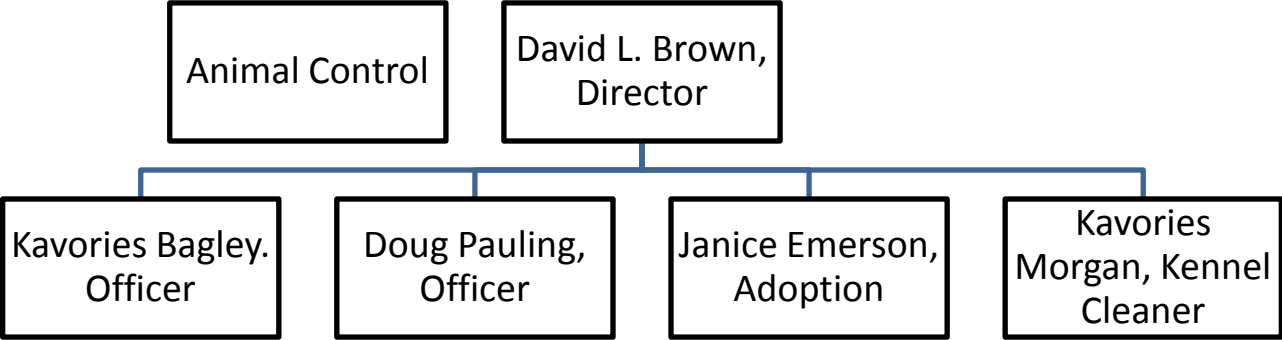 Animal Control
David L. Brown,
Director
Kavories Bagley.
Officer
Doug Pauling,
Officer
Janice Emerson,
Adoption
Kavories
Morgan, Kennel
Cleaner